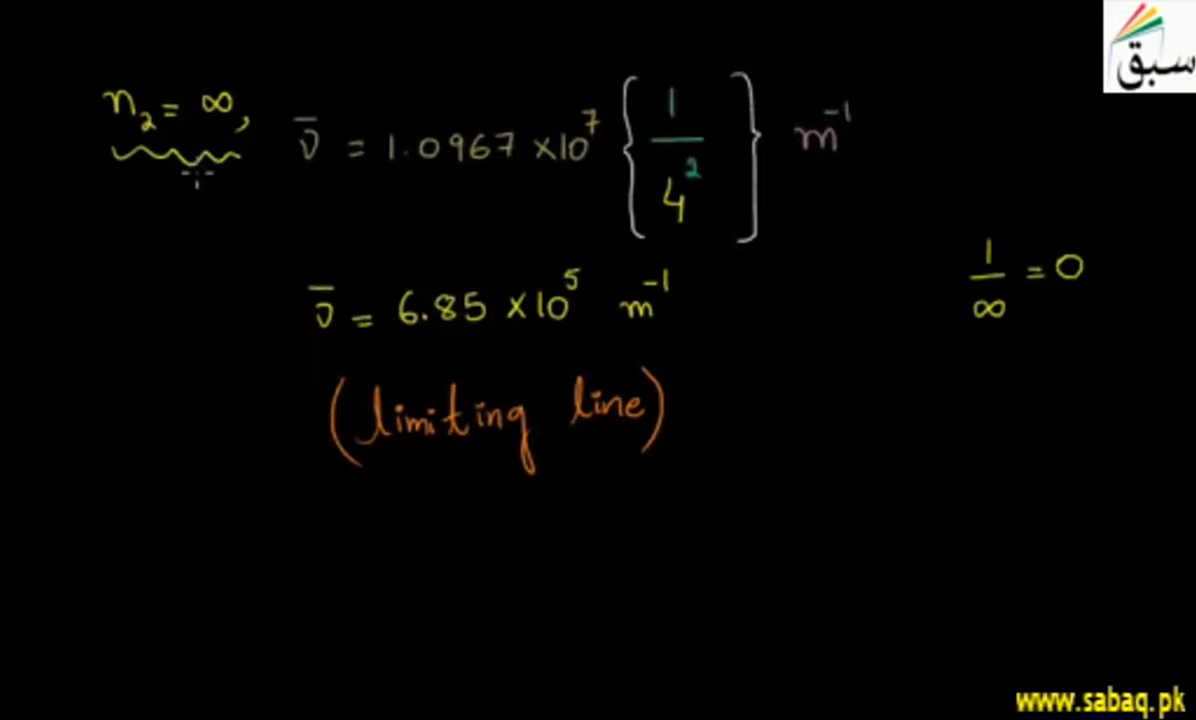 سبق
n₂ = ∞, ν̄ = 1.0967 ×10⁷ { 1 / 4² } m⁻¹
1 / ∞ = 0
ν̄ = 6.85 ×10⁵ m⁻¹
(limiting line)
www.sabaq.pk